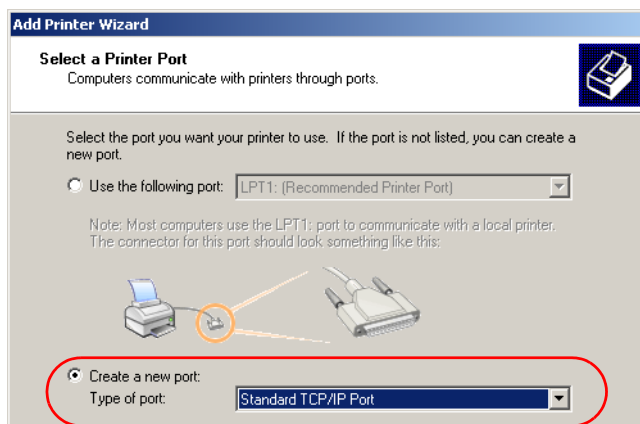 Add Printer Wizard
Select a Printer Port
Computers communicate with printers through ports.
Select the port you want your printer to use. If the port is not listed, you can create a
new port.
Use the following port: LPT1: (Recommended Printer Port)
Note: Most computers use the LPT1: port to communicate with a local printer.
The connector for this port should look something like this:
Create a new port:
Type of port: Standard TCP/IP Port